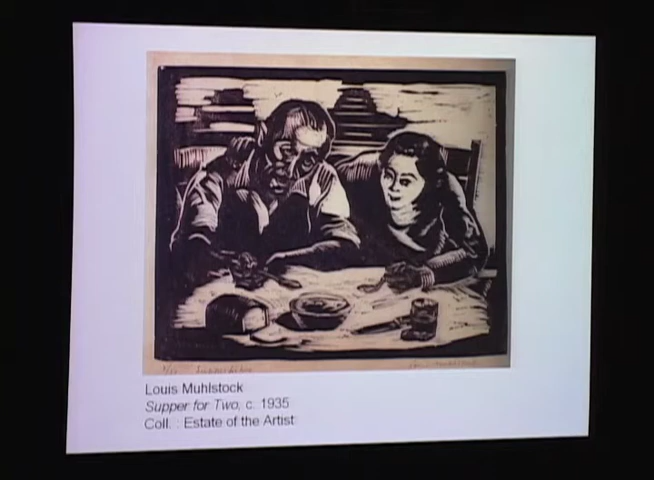 Louis Muhlstock
Supper for Two, c. 1935
Coll. : Estate of the Artist